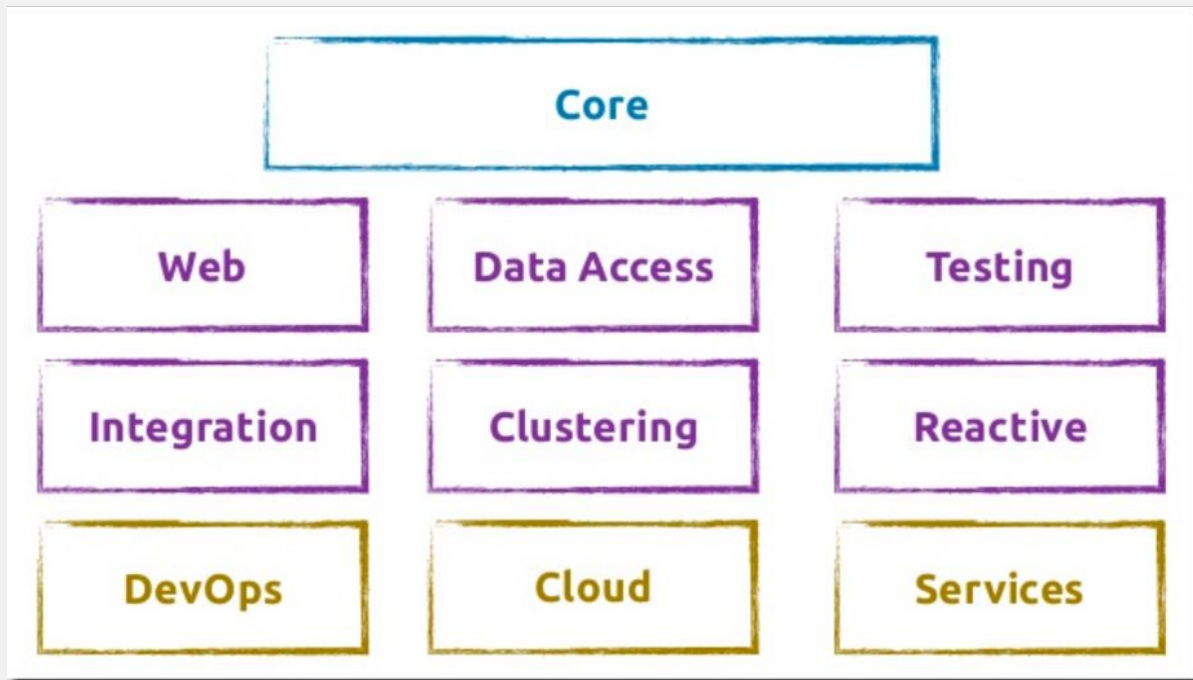 Core
Web
Data Access
Testing
Integration
Clustering
Reactive
DevOps
Cloud
Services